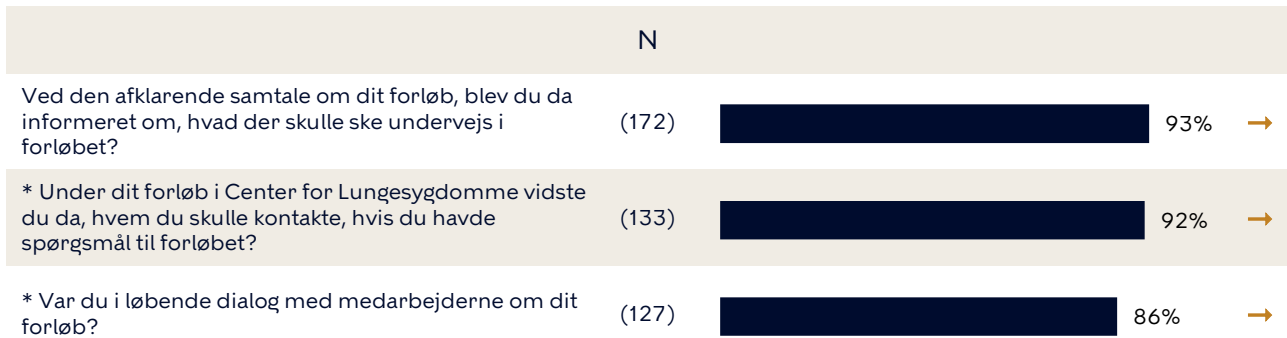 N
Ved den afklarende samtale om dit forløb, blev du da
informeret om, hvad der skulle ske undervejs i
forløbet?
(172)
93%
→
* Under dit forløb i Center for Lungesygdomme vidste
du da, hvem du skulle kontakte, hvis du havde
spørgsmål til forløbet?
(133)
92%
→
* Var du i løbende dialog med medarbejderne om dit
forløb?
(127)
86%
→